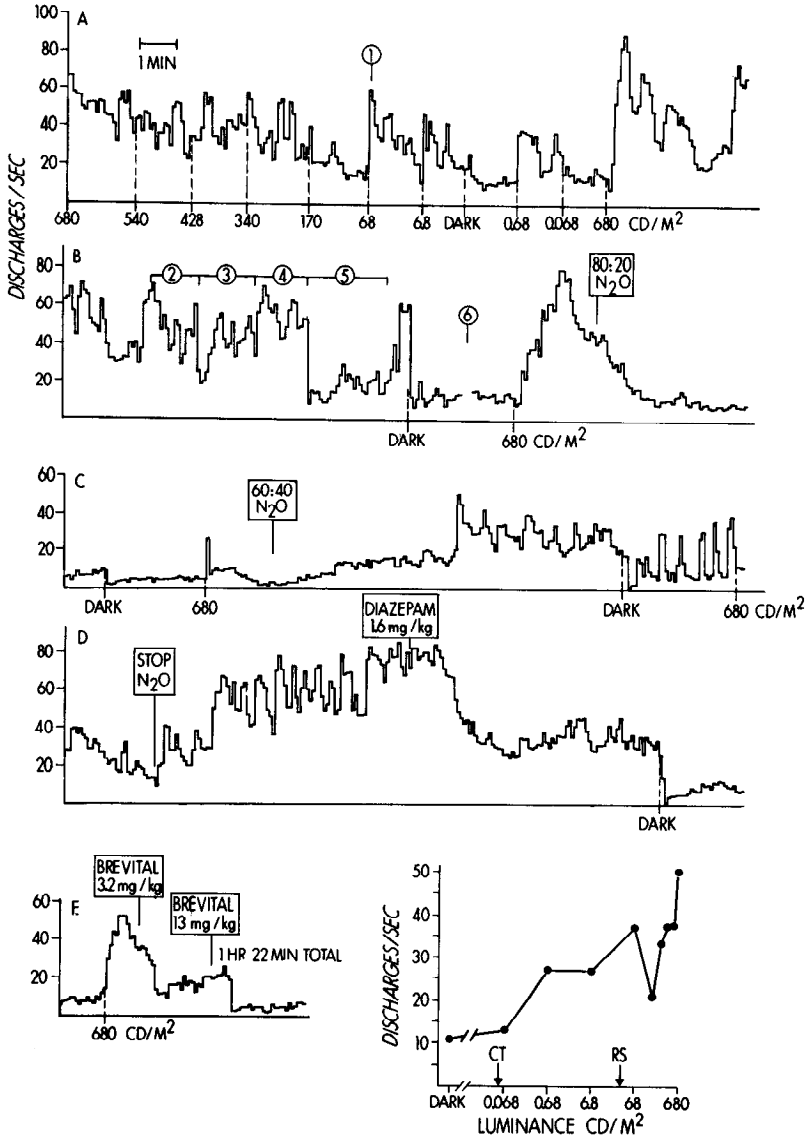 A
100
80
60
40
20
1 MIN
1
680 540 428 340 170 68 6.8 DARK 0.68 0.068 680 CD/M²
DISCHARGES/SEC
B
80
60
40
20
2 3 4 5
6
80:20
N₂O
DARK 680 CD/M²
C
60
40
20
60:40
N₂O
DARK 680 DARK 680 CD/M²
D
80
60
40
20
STOP
N₂O
DIAZEPAM
1.6 mg/kg
DARK
E
60
40
20
BREVITAL
3.2 mg/kg
BREVITAL
13 mg/kg
1 HR 22 MIN TOTAL
680 CD/M²
50
40
30
20
10
DISCHARGES/SEC
CT RS
DARK 0.068 0.68 6.8 68 680
LUMINANCE CD/M²